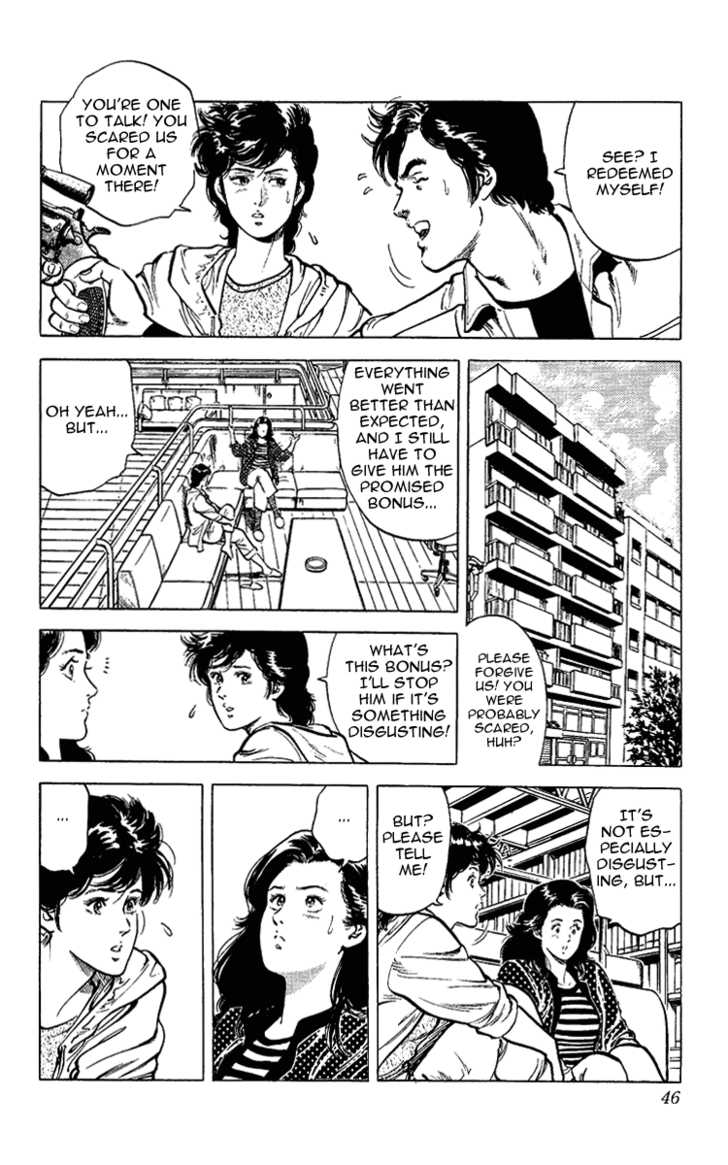 SEE? I
REDEEMED
MYSELF!
YOU'RE ONE
TO TALK! YOU
SCARED US
FOR A
MOMENT
THERE!
PLEASE
FORGIVE
US! YOU
WERE
PROBABLY
SCARED,
HUH?
EVERYTHING
WENT
BETTER THAN
EXPECTED,
AND I STILL
HAVE TO
GIVE HIM THE
PROMISED
BONUS...
OH YEAH...
BUT...
WHAT'S
THIS BONUS?
I'LL STOP
HIM IF IT'S
SOMETHING
DISGUSTING!
IT'S
NOT ES-
PECIALLY
DISGUST-
ING, BUT...
BUT?
PLEASE
TELL
ME!
...
...
46